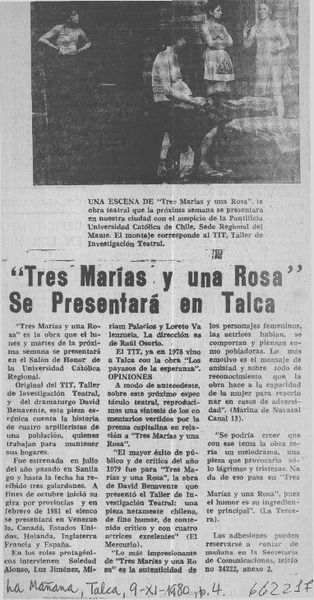 UNA ESCENA DE "Tres Marías y una Rosa", la
obra teatral que la próxima semana se presentará
en nuestra ciudad con el auspicio de la Pontificia
Universidad Católica de Chile, Sede Regional del
Maule. El montaje corresponde al TIT, Taller de
Investigación Teatral.
"Tres Marías y una Rosa"
Se Presentará en Talca
"Tres Marías y una Ro-
sa" es la obra que el lu-
nes y martes de la próxi-
ma semana se presentará
en el Salón de Honor de
la Universidad Católica
Regional.
Original del TIT, Taller
de Investigación Teatral,
y del dramaturgo David
Benavente, esta pieza es-
cénica cuenta la historia
de cuatro arpilleristas de
una población, quienes
trabajan para mantener
sus hogares.
Fue estrenada en julio
del año pasado en Santia
go y hasta la fecha ha re-
cibido tres galardones. A
fines de octubre inició su
gira por provincias y en
febrero de 1981 el elenco
se presentará en Venezue
la, Canadá, Estados Uni-
dos, Holanda, Inglaterra
Francia y España.
En los roles protagóni-
cos intervienen Soledad
Alonso, Luz Jiménez, Mi-
riam Palacios y Loreto Va
lenzuela. La dirección es
de Raúl Osorio.
El TIT, ya en 1978 vino
a Talca con la obra "Los
payasos de la esperanza".
OPINIONES
A modo de antecedente,
sobre este próximo espec
táculo teatral, reproduci-
mos una síntesis de los co
mentarios vertidos por la
prensa capitalina en rela-
ción a "Tres Marías y una
Rosa".
"El mayor éxito de pú-
blico y de crítica del año
1979 fue para "Tres Ma-
rías y una Rosa", la obra
de David Benavente que
presentó el Taller de In-
vestigación Teatral: una
pieza netamente chilena,
de fino humor, de conte-
nido crítico y con cuatro
actrices excelentes" (El
Mercurio).
"Lo más impresionante
de "Tres Marías y una Ro
sa" es la autenticidad de
los personajes femeninos,
las actrices hablan, se
comportan y piensan co-
mo pobladoras. Lo más
emotivo es el mensaje de
amistad y sobre todo de
reconocimiento que la
obra hace a la capacidad
de la mujer para reaccio
nar en casos de adversi-
dad". (Marina de Navasal
Canal 13).
"Se podría creer que
con ese tema la obra se-
ría un melodrama, una
pieza que provocaría só-
lo lágrimas y tristezas. Na
da de eso pasa en "Tres
Marías y una Rosa", pues
el humor es su ingredien-
te principal". (La Terce-
ra).
Las adhesiones pueden
reservarse a contar de
mañana en la Secretaría
de Comunicaciones, teléfo
no 34222, anexo 2.
La Mañana, Talca, 9-XI-1980, p. 4. 662217